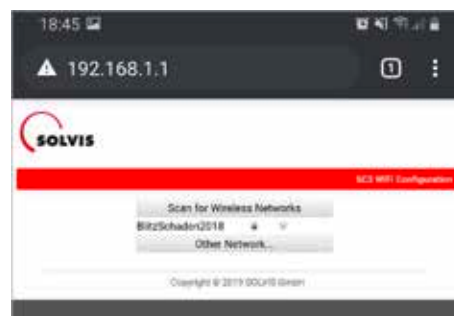 18:45
192.168.1.1
1
SOLVIS
SC3 WiFi Configuration
Scan for Wireless Networks
BlitzSchaden2018
Other Network...
Copyright © 2019 SOLVIS GmbH